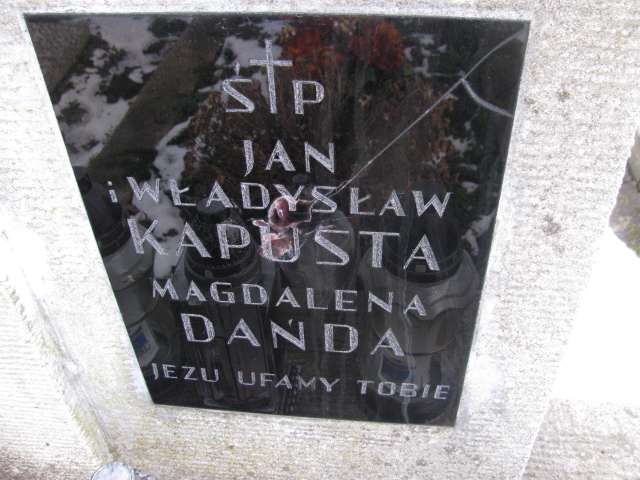 ŚP
JAN
i WŁADYSŁAW
KAPUSTA
MAGDALENA
DAŃDA
JEZU UFAMY TOBIE